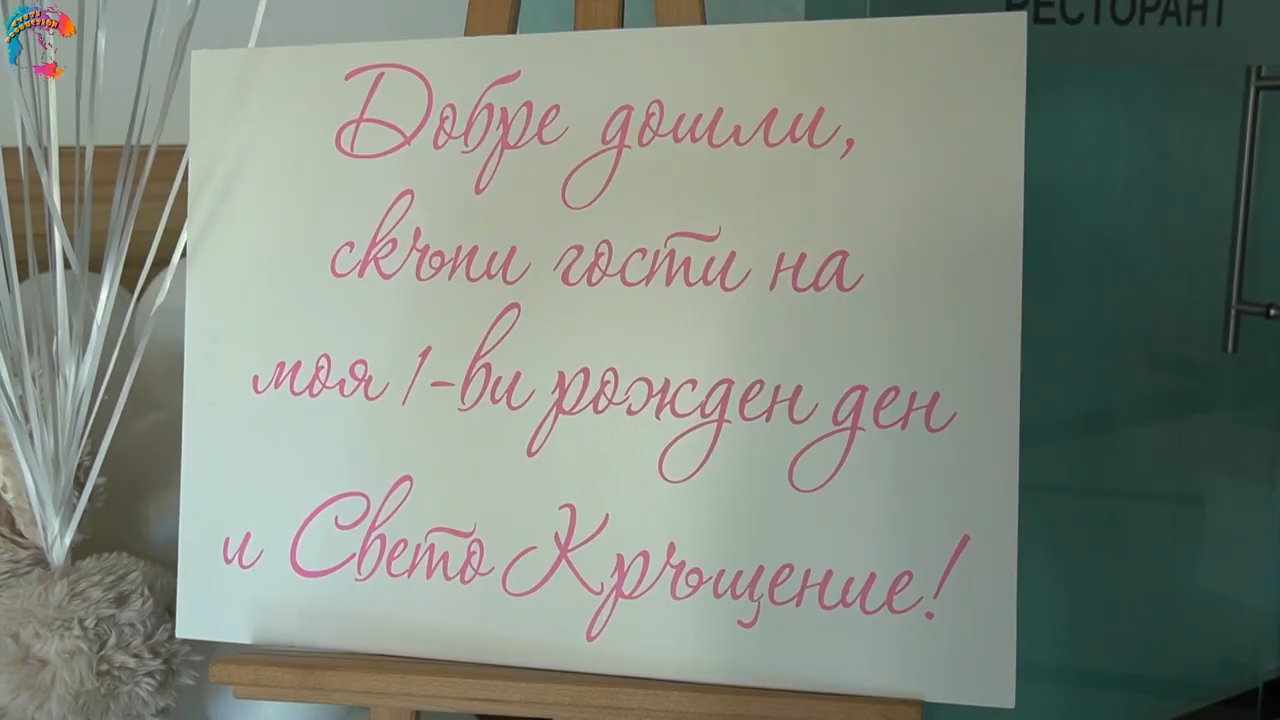 РЕСТОРАНТ
Добре дошли,
скъпи гости на
моя 1-ви рожден ден
и Свето Кръщение!